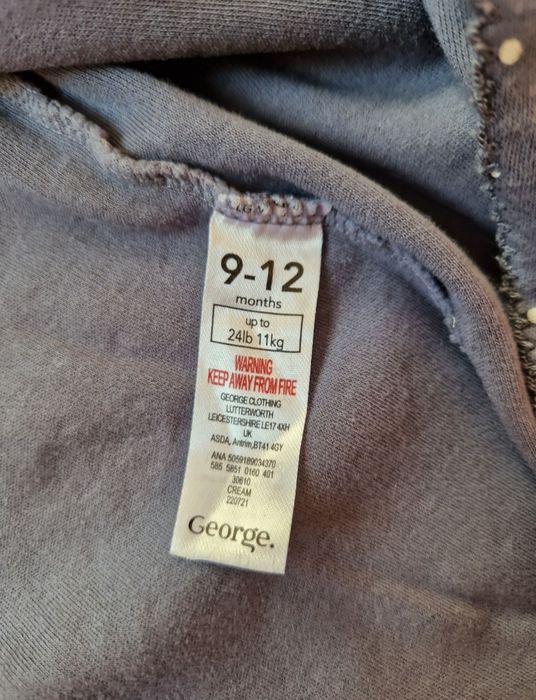 9-12
months
up to
24lb 11kg
WARNING
KEEP AWAY FROM FIRE
GEORGE CLOTHING
LUTTERWORTH
LEICESTERSHIRE LE17 4XH
UK
ASDA, Antrim, BT41 4GY
ANA 5059189034370
585 5851 0160 401
30610
CREAM
220721
George.